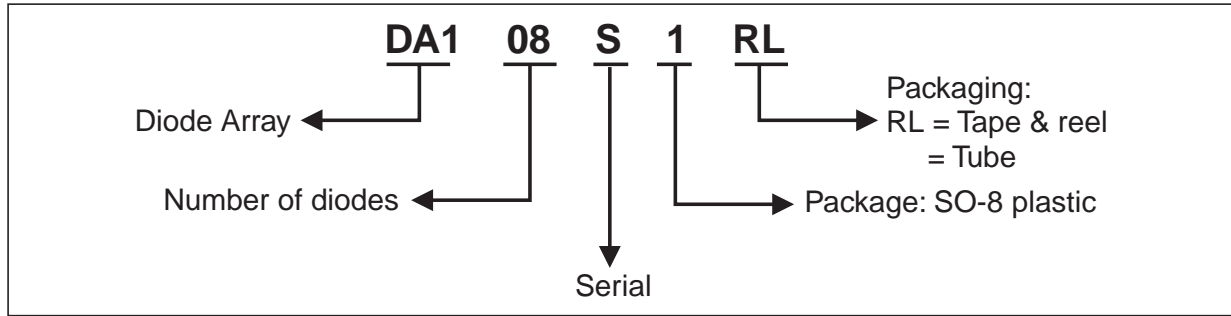 DA1 08 S 1 RL
Packaging:
Diode Array
RL = Tape & reel
= Tube
Number of diodes
Package: SO-8 plastic
Serial